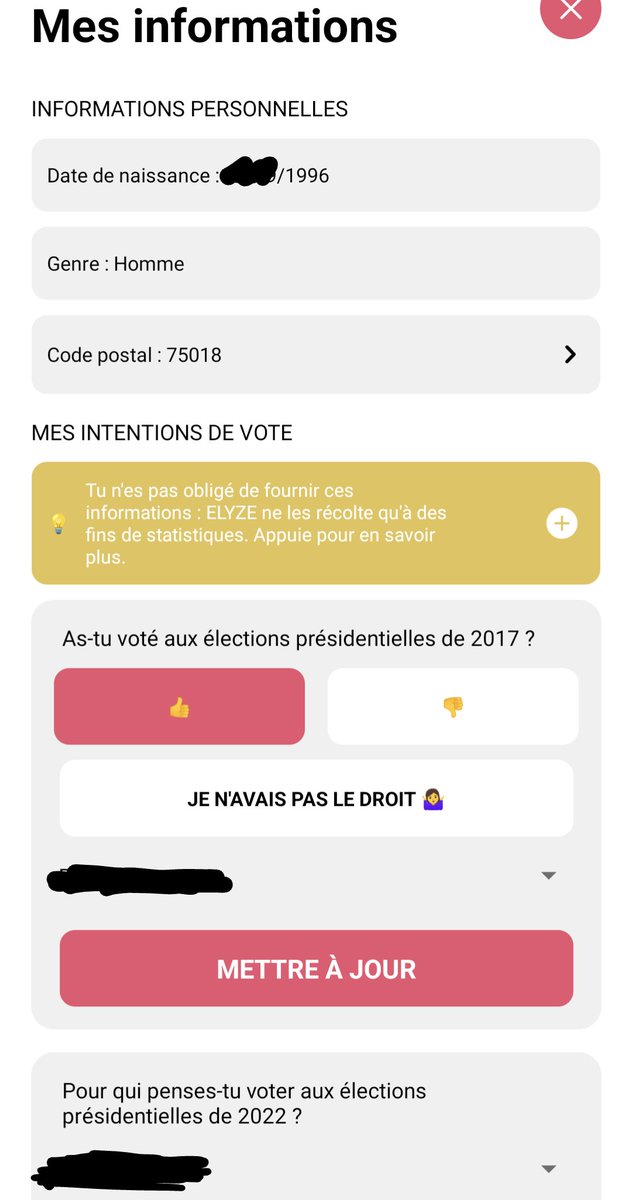 Mes informations
INFORMATIONS PERSONNELLES
Date de naissance : /1996
Genre : Homme
Code postal : 75018
MES INTENTIONS DE VOTE
Tu n'es pas obligé de fournir ces
informations : ELYZE ne les récolte qu'à des
fins de statistiques. Appuie pour en savoir
plus.
As-tu voté aux élections présidentielles de 2017 ?
JE N'AVAIS PAS LE DROIT 🤷‍♀️
METTRE À JOUR
Pour qui penses-tu voter aux élections
présidentielles de 2022 ?